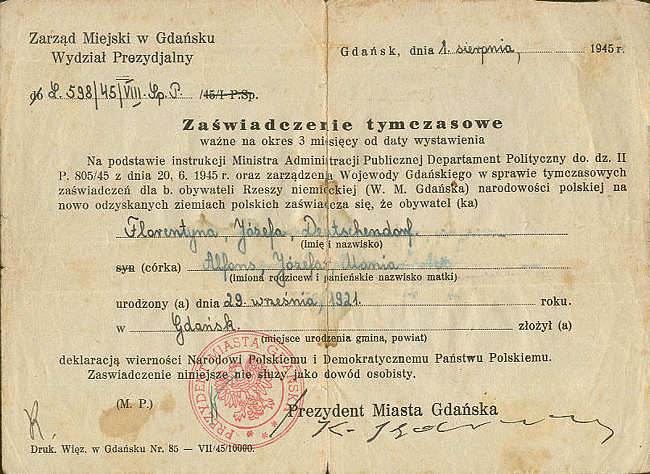 Zarząd Miejski w Gdańsku
Wydział Prezydjalny
Gdańsk, dnia 1. sierpnia, 1945 r.
do L. 598/45/VIII. Sp. P. /45/I-P.Sp.
Zaświadczenie tymczasowe
ważne na okres 3 miesięcy od daty wystawienia
Na podstawie instrukcji Ministra Administracji Publicznej Departament Polityczny do. dz. II
P. 805/45 z dnia 20. 6. 1945 r. oraz zarządzenia Wojewody Gdańskiego w sprawie tymczasowych
zaświadczeń dla b. obywateli Rzeszy niemieckiej (W. M. Gdańska) narodowości polskiej na
nowo odzyskanych ziemiach polskich zaświadcza się, że obywatel (ka)
Florentyna, Józefa, Deutschendorf
(imię i nazwisko)
syn (córka) Alfons, Józefa, Mania
(imiona rodziców i panieńskie nazwisko matki)
urodzony (a) dnia 29 września, 1921. roku.
w Gdańsk. złożył (a)
(miejsce urodzenia gmina, powiat)
deklarację wierności Narodowi Polskiemu i Demokratycznemu Państwu Polskiemu.
Zaświadczenie niniejsze nie służy jako dowód osobisty.
PREZYDENT MIASTA GDAŃSKA
(M. P.)
Prezydent Miasta Gdańska
K.
Druk. Więz. w Gdańsku Nr. 85 — VII/45/10000.